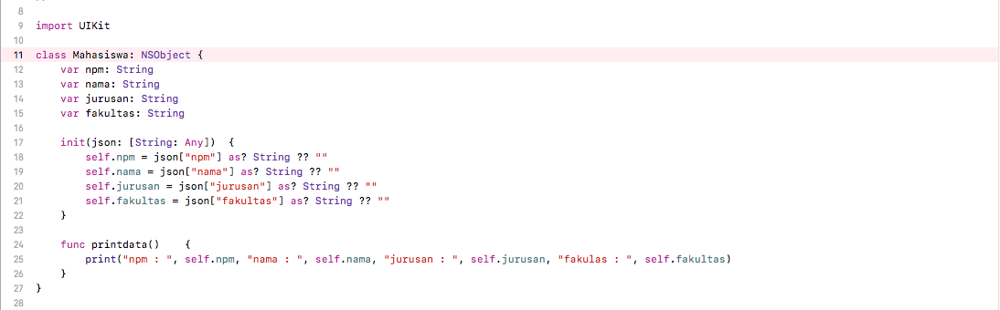 8
9 import UIKit
10
11 class Mahasiswa: NSObject {
12 var npm: String
13 var nama: String
14 var jurusan: String
15 var fakultas: String
16
17 init(json: [String: Any])  {
18 self.npm = json["npm"] as? String ?? ""
19 self.nama = json["nama"] as? String ?? ""
20 self.jurusan = json["jurusan"] as? String ?? ""
21 self.fakultas = json["fakultas"] as? String ?? ""
22 }
23
24 func printdata()    {
25 print("npm : ", self.npm, "nama : ", self.nama, "jurusan : ", self.jurusan, "fakulas : ", self.fakultas)
26 }
27 }
28